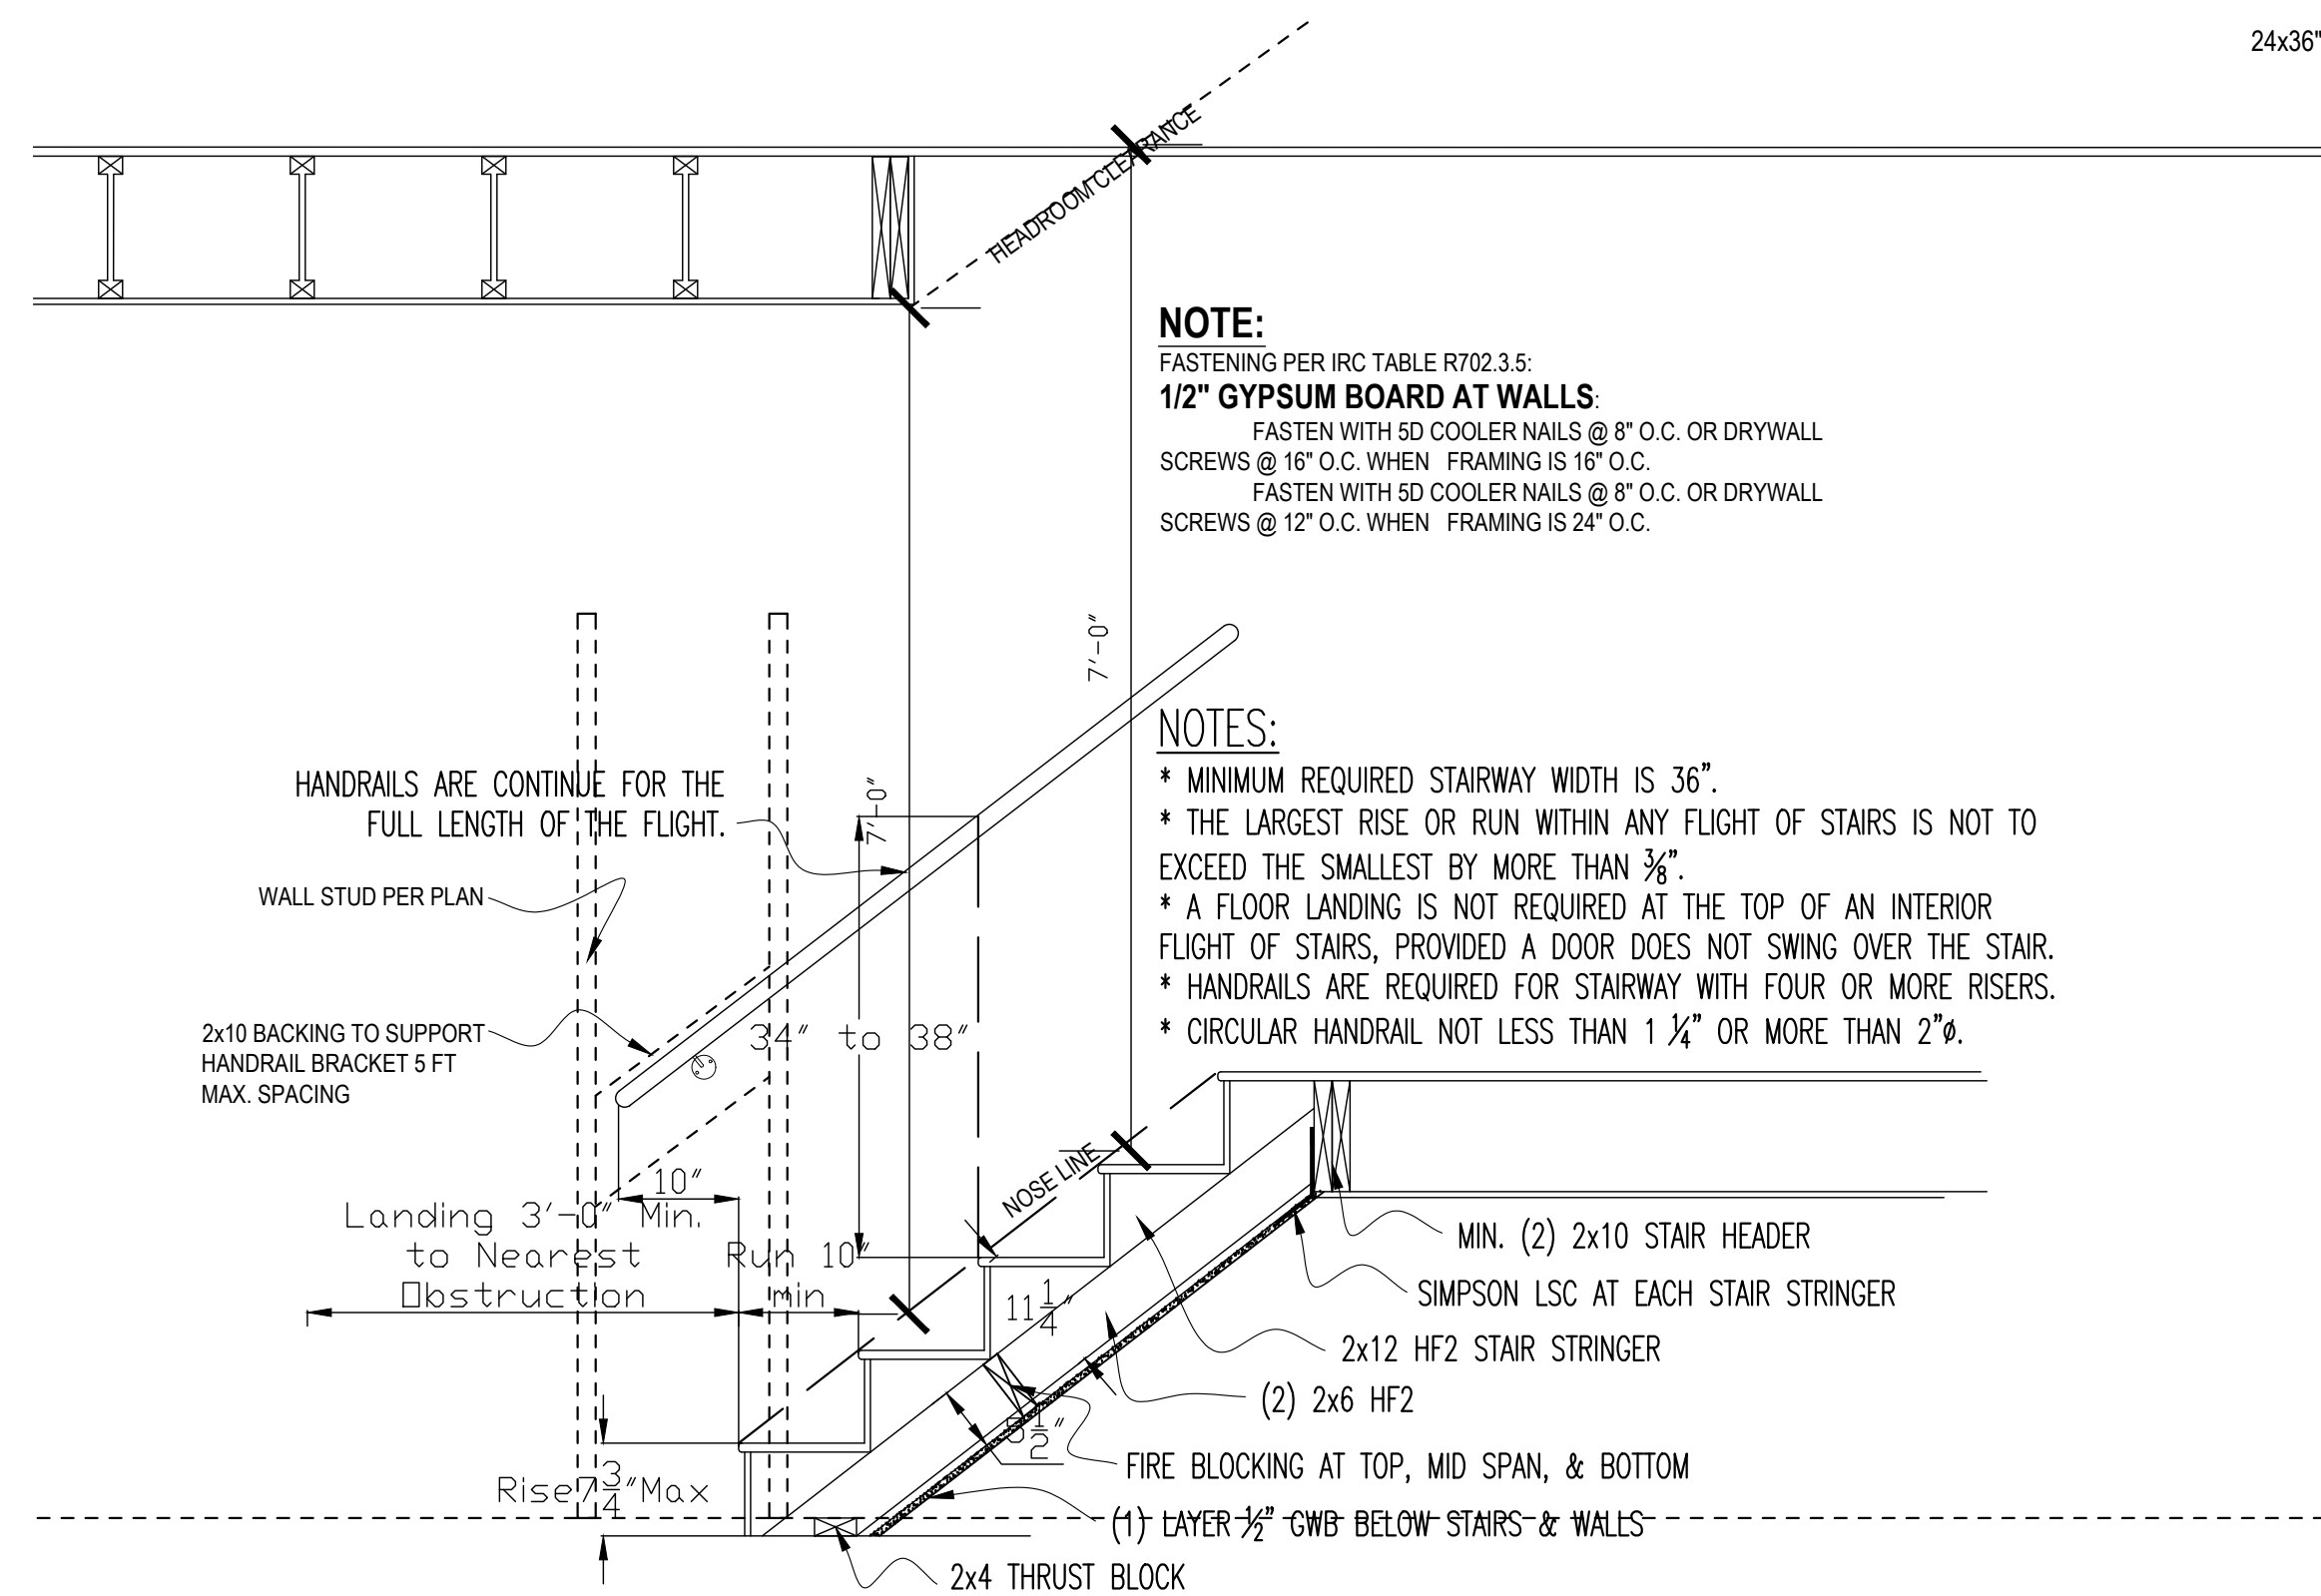 24x36"
HEADROOM CLEARANCE
NOTE:
FASTENING PER IRC TABLE R702.3.5:
1/2" GYPSUM BOARD AT WALLS:
FASTEN WITH 5D COOLER NAILS @ 8" O.C. OR DRYWALL
SCREWS @ 16" O.C. WHEN FRAMING IS 16" O.C.
FASTEN WITH 5D COOLER NAILS @ 8" O.C. OR DRYWALL
SCREWS @ 12" O.C. WHEN FRAMING IS 24" O.C.
7'-0"
7'-0"
NOTES:
* MINIMUM REQUIRED STAIRWAY WIDTH IS 36".
* THE LARGEST RISE OR RUN WITHIN ANY FLIGHT OF STAIRS IS NOT TO
EXCEED THE SMALLEST BY MORE THAN ⅜".
* A FLOOR LANDING IS NOT REQUIRED AT THE TOP OF AN INTERIOR
FLIGHT OF STAIRS, PROVIDED A DOOR DOES NOT SWING OVER THE STAIR.
* HANDRAILS ARE REQUIRED FOR STAIRWAY WITH FOUR OR MORE RISERS.
* CIRCULAR HANDRAIL NOT LESS THAN 1 ¼" OR MORE THAN 2"ø.
HANDRAILS ARE CONTINUE FOR THE
FULL LENGTH OF THE FLIGHT.
WALL STUD PER PLAN
2x10 BACKING TO SUPPORT
HANDRAIL BRACKET 5 FT
MAX. SPACING
34" to 38"
NOSE LINE
10"
Landing 3'-0" Min.
to Nearest
Obstruction
Run 10"
min
11 1/4"
5 1/2"
Rise 7 3/4" Max
MIN. (2) 2x10 STAIR HEADER
SIMPSON LSC AT EACH STAIR STRINGER
2x12 HF2 STAIR STRINGER
(2) 2x6 HF2
FIRE BLOCKING AT TOP, MID SPAN, & BOTTOM
(1) LAYER ½" GWB BELOW STAIRS & WALLS
2x4 THRUST BLOCK